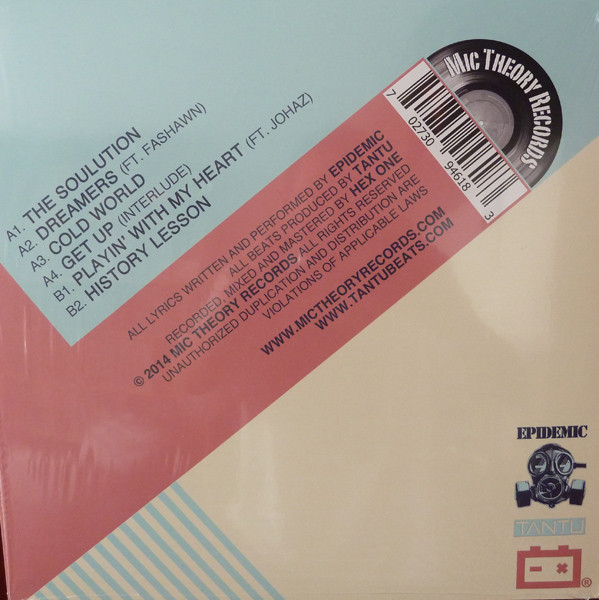 A1. THE SOULUTION
A2. DREAMERS (FT. FASHAWN)
A3. COLD WORLD
A4. GET UP (INTERLUDE)
B1. PLAYIN' WITH MY HEART (FT. JOHAZ)
B2. HISTORY LESSON
ALL LYRICS WRITTEN AND PERFORMED BY EPIDEMIC
ALL BEATS PRODUCED BY TANTU
RECORDED, MIXED AND MASTERED BY HEX ONE
© 2014 MIC THEORY RECORDS ALL RIGHTS RESERVED
UNAUTHORIZED DUPLICATION AND DISTRIBUTION ARE
VIOLATIONS OF APPLICABLE LAWS
WWW.MICTHEORYRECORDS.COM
WWW.TANTUBEATS.COM
MIC THEORY RECORDS
7 02730 94618 3
EPIDEMIC
TANTU
®